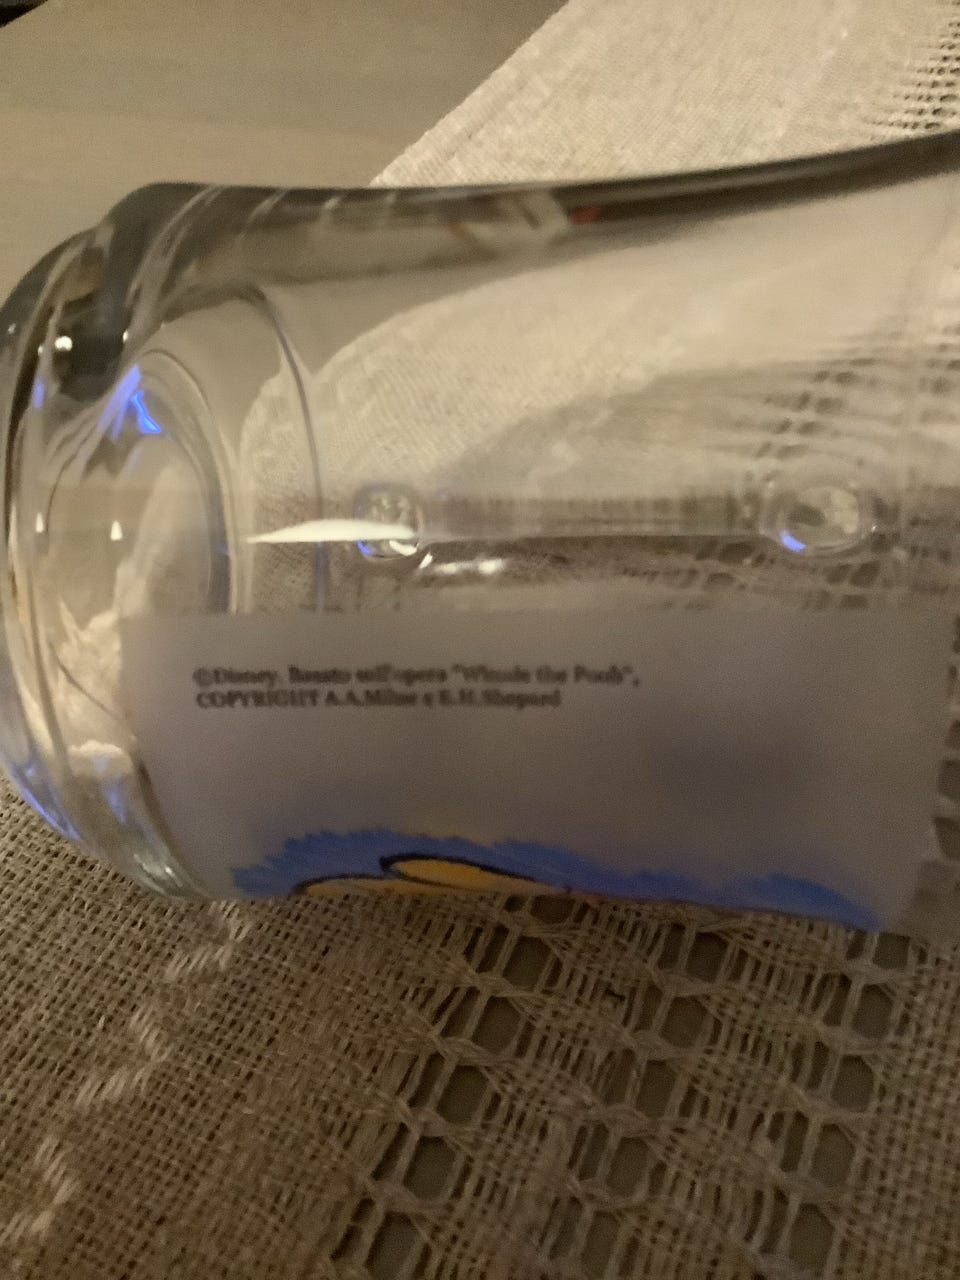 ©Disney. Basato sull'opera "Winnie the Pooh",
COPYRIGHT A.A.Milne e E.H.Shepard